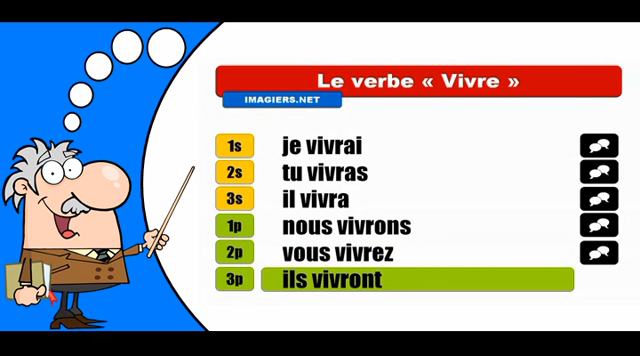 Le verbe « Vivre »
IMAGIERS.NET
1s je vivrai
2s tu vivras
3s il vivra
1p nous vivrons
2p vous vivrez
3p ils vivront